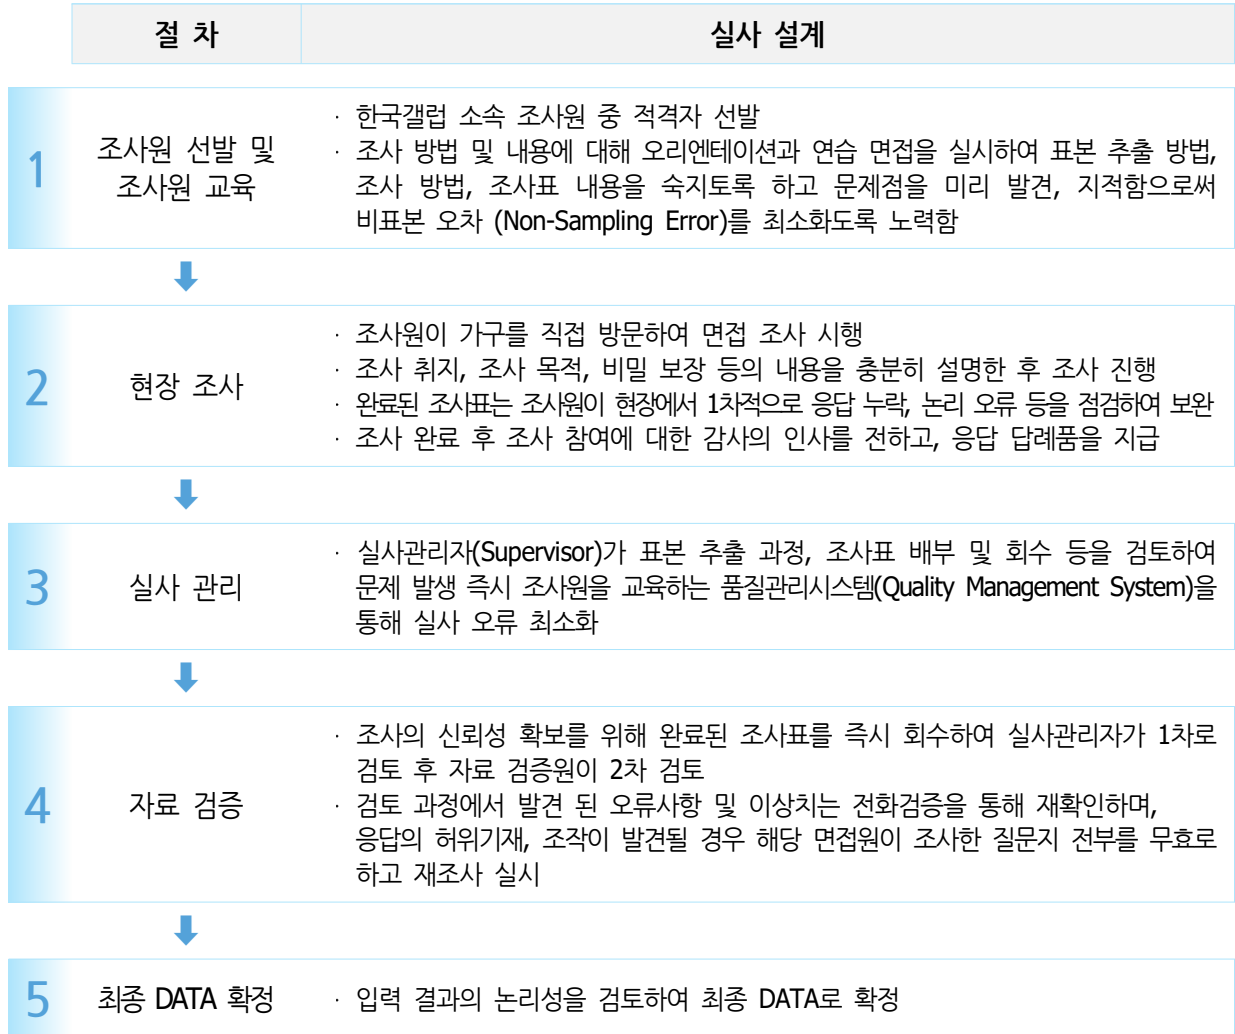 절 차 실사 설계
1 조사원 선발 및 조사원 교육
· 한국갤럽 소속 조사원 중 적격자 선발
· 조사 방법 및 내용에 대해 오리엔테이션과 연습 면접을 실시하여 표본 추출 방법,
조사 방법, 조사표 내용을 숙지토록 하고 문제점을 미리 발견, 지적함으로써
비표본 오차 (Non-Sampling Error)를 최소화도록 노력함
2 현장 조사
· 조사원이 가구를 직접 방문하여 면접 조사 시행
· 조사 취지, 조사 목적, 비밀 보장 등의 내용을 충분히 설명한 후 조사 진행
· 완료된 조사표는 조사원이 현장에서 1차적으로 응답 누락, 논리 오류 등을 점검하여 보완
· 조사 완료 후 조사 참여에 대한 감사의 인사를 전하고, 응답 답례품을 지급
3 실사 관리
· 실사관리자(Supervisor)가 표본 추출 과정, 조사표 배부 및 회수 등을 검토하여
문제 발생 즉시 조사원을 교육하는 품질관리시스템(Quality Management System)을
통해 실사 오류 최소화
4 자료 검증
· 조사의 신뢰성 확보를 위해 완료된 조사표를 즉시 회수하여 실사관리자가 1차로
검토 후 자료 검증원이 2차 검토
· 검토 과정에서 발견 된 오류사항 및 이상치는 전화검증을 통해 재확인하며,
응답의 허위기재, 조작이 발견될 경우 해당 면접원이 조사한 질문지 전부를 무효로
하고 재조사 실시
5 최종 DATA 확정
· 입력 결과의 논리성을 검토하여 최종 DATA로 확정